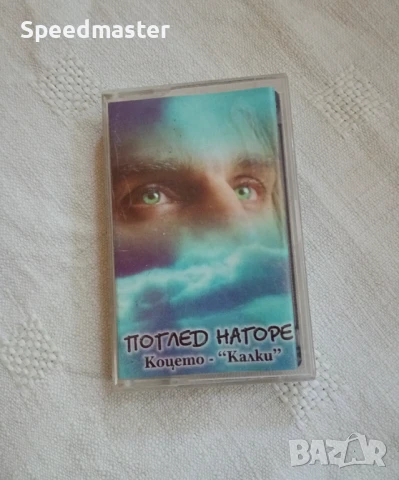 Speedmaster
ПОГЛЕД НАГОРЕ
Коцето - “Калки”
BAZAR